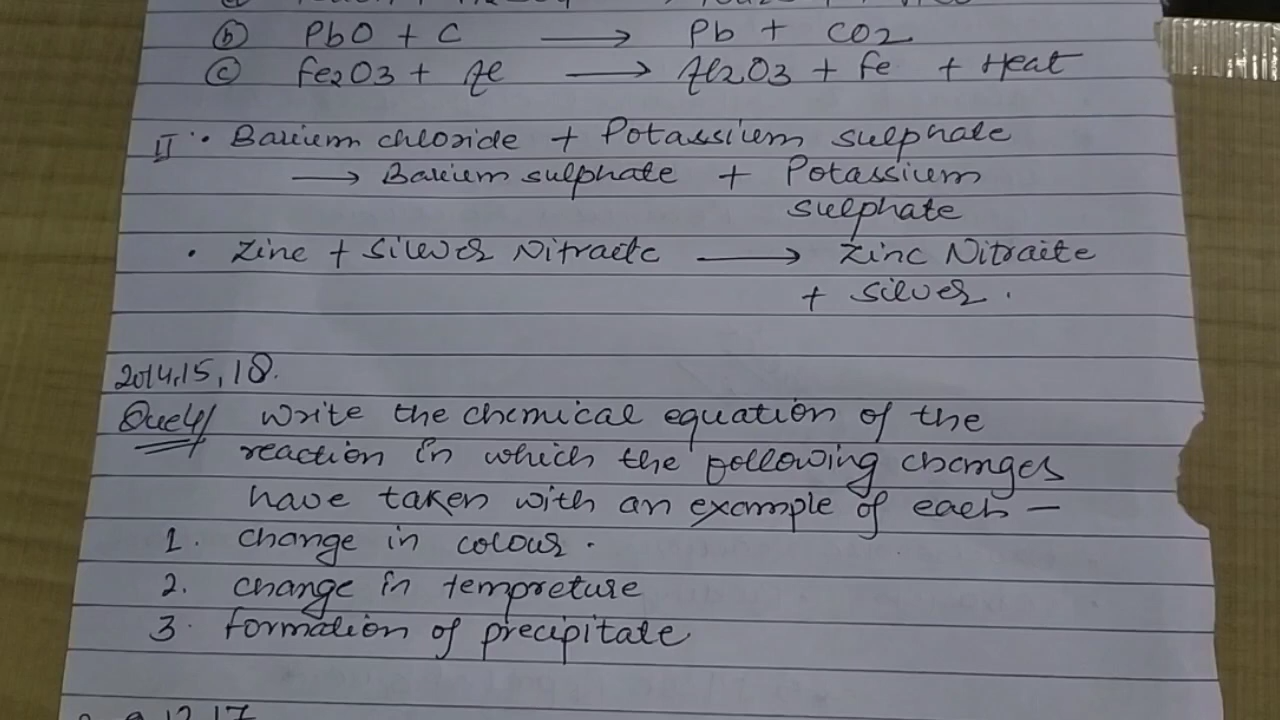 ⓑ PbO + C ⟶ Pb + CO2
ⓒ Fe2O3 + Al ⟶ Al2O3 + Fe + Heat
II • Barium chloride + Potassium sulphate
⟶ Barium sulphate + Potassium
sulphate
• Zinc + Silver Nitrate ⟶ Zinc Nitraite
+ Silver.
2014,15,18.
Que4/ Write the chemical equation of the
reaction in which the following changes
have taken with an example of each —
1. change in colour.
2. change in tempreture
3. formation of precipitate